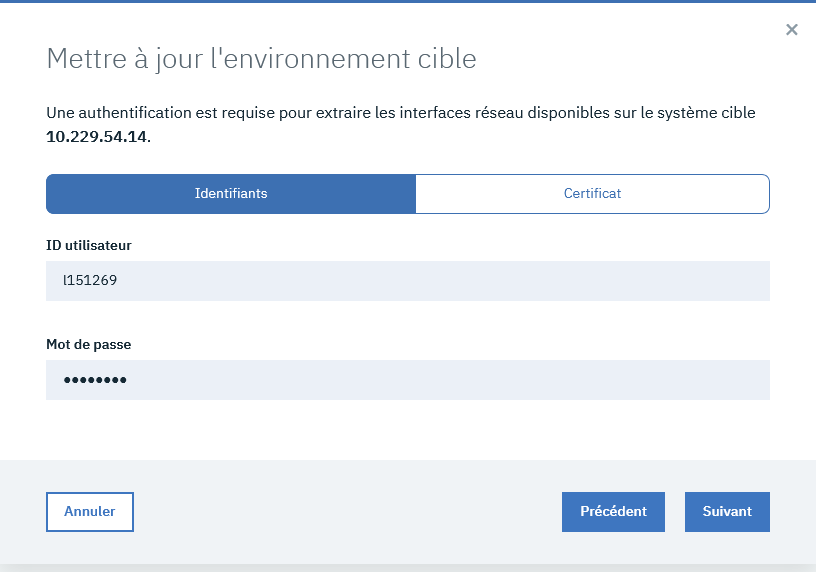 Mettre à jour l'environnement cible
Une authentification est requise pour extraire les interfaces réseau disponibles sur le système cible
10.229.54.14.
Identifiants
Certificat
ID utilisateur
l151269
Mot de passe
••••••••
Annuler
Précédent
Suivant